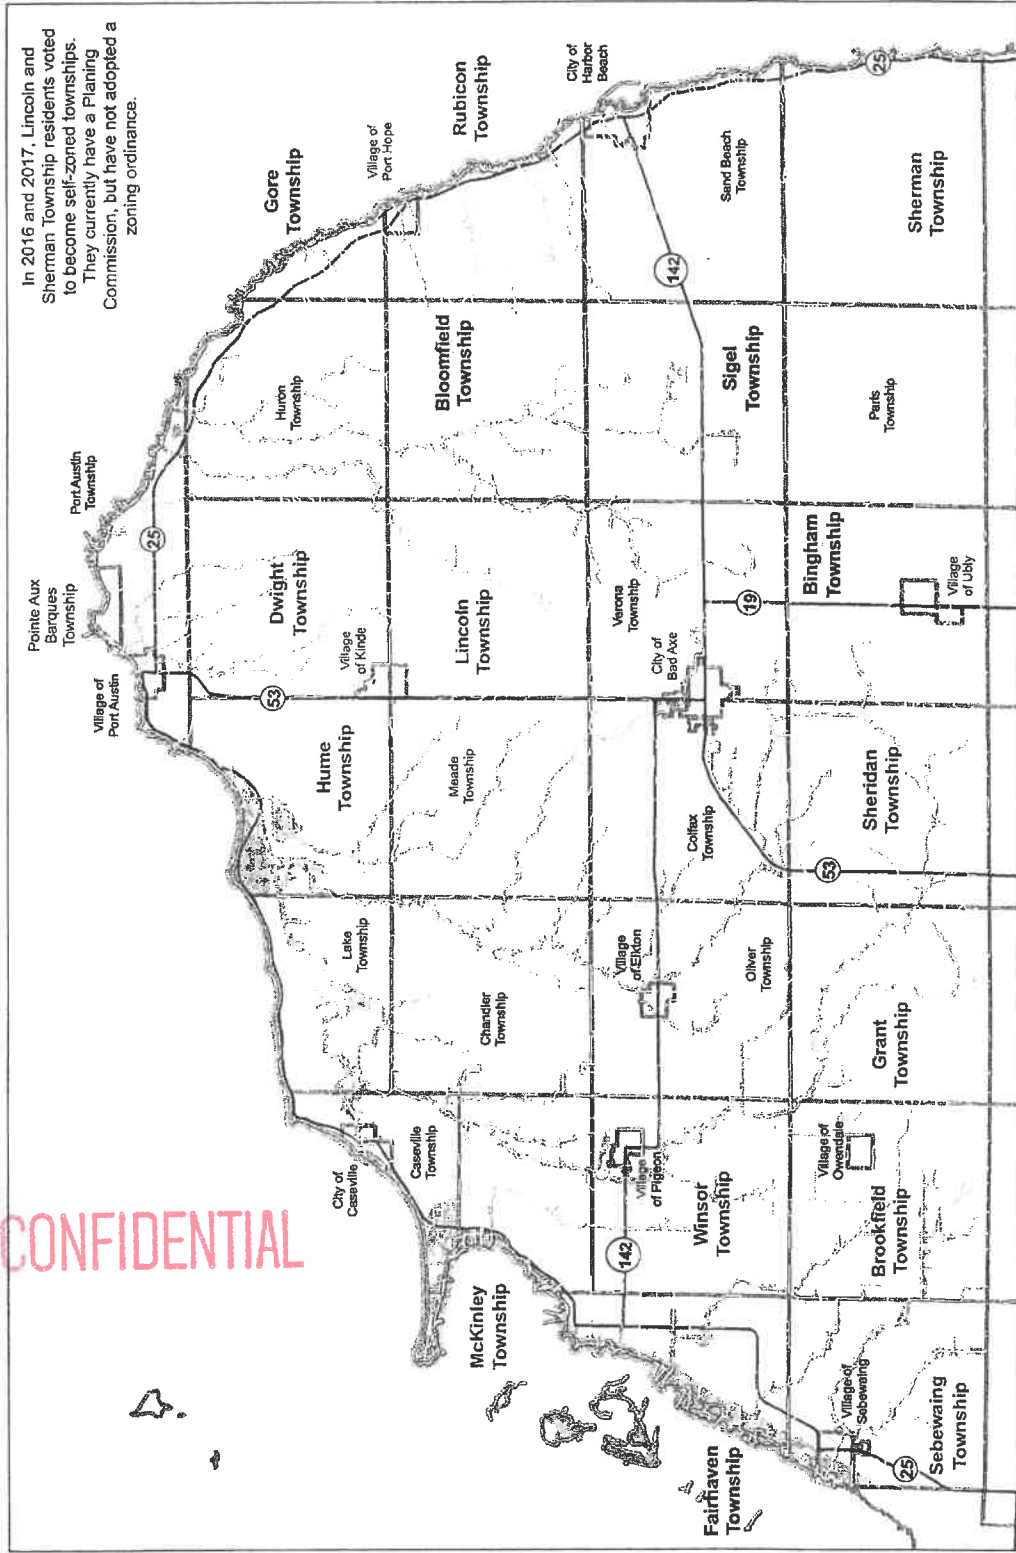 In 2016 and 2017, Lincoln and
Sherman Township residents voted
to become self-zoned townships.
They currently have a Planing
Commission, but have not adopted a
zoning ordinance.
CONFIDENTIAL
Pointe Aux
Barques
Township
Port Austin
Township
Village of
Port Austin
25
Gore
Township
Village of
Port Hope
Rubicon
Township
City of
Harbor
Beach
Huron
Township
Bloomfield
Township
Dwight
Township
Village
of Kinde
53
Lincoln
Township
Hume
Township
Meade
Township
Lake
Township
Chandler
Township
City of
Caseville
Caseville
Township
McKinley
Township
Verona
Township
City of
Bad Axe
Sigel
Township
142
Sand Beach
Township
25
Sherman
Township
Paris
Township
Bingham
Township
19
Village
of Ubly
Colfax
Township
Sheridan
Township
53
Village
of Elkton
Oliver
Township
Grant
Township
Village
of Pigeon
142
Winsor
Township
Village of
Owendale
Brookfield
Township
Fairhaven
Township
Village of
Sebewaing
25
Sebewaing
Township